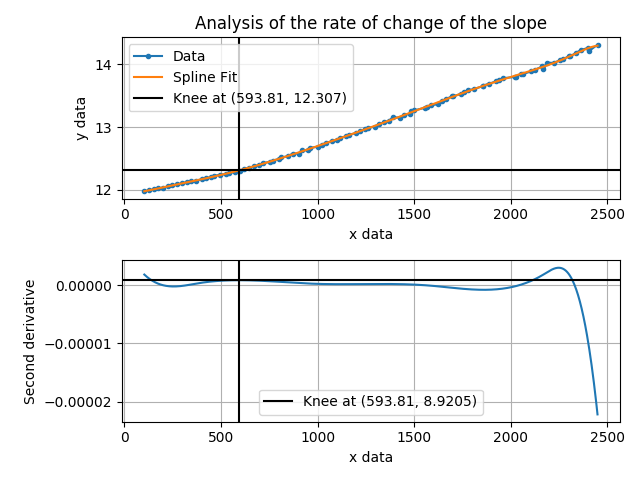 Analysis of the rate of change of the slope
14
13
12
y data
Data
Spline Fit
Knee at (593.81, 12.307)
0 500 1000 1500 2000 2500
x data
0.00000
−0.00001
−0.00002
Second derivative
Knee at (593.81, 8.9205)
0 500 1000 1500 2000 2500
x data